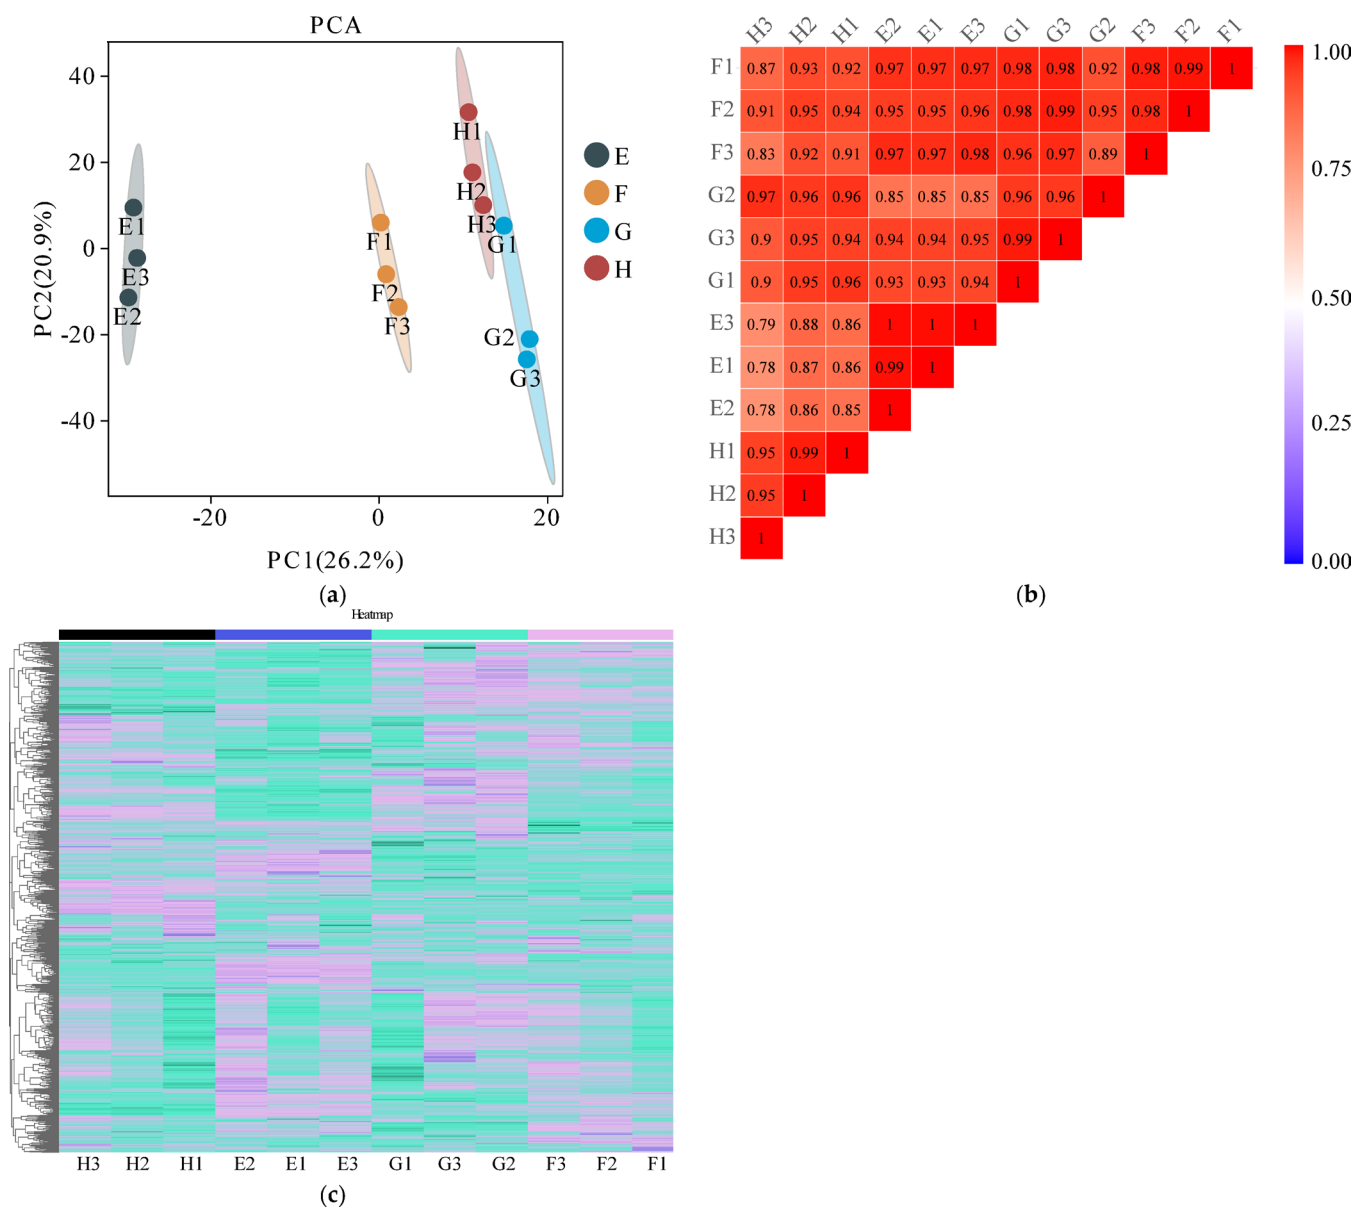 PCA
40
20
0
-20
-40
PC2(20.9%)
H1
H2
H3
E1
E3
E2
F1
F2
F3
G1
G2
G3
E
F
G
H
-20
0
20
PC1(26.2%)
(a)
H3 H2 H1 E2 E1 E3 G1 G3 G2 F3 F2 F1
F1 0.87 0.93 0.92 0.97 0.97 0.97 0.98 0.98 0.92 0.98 0.99 1
F2 0.91 0.95 0.94 0.95 0.95 0.96 0.98 0.99 0.95 0.98 1
F3 0.83 0.92 0.91 0.97 0.97 0.98 0.96 0.97 0.89 1
G2 0.97 0.96 0.96 0.85 0.85 0.85 0.96 0.96 1
G3 0.9 0.95 0.94 0.94 0.94 0.95 0.99 1
G1 0.9 0.95 0.96 0.93 0.93 0.94 1
E3 0.79 0.88 0.86 1 1 1
E1 0.78 0.87 0.86 0.99 1
E2 0.78 0.86 0.85 1
H1 0.95 0.99 1
H2 0.95 1
H3 1
1.00
0.75
0.50
0.25
0.00
(b)
Heatmap
H3 H2 H1 E2 E1 E3 G1 G3 G2 F3 F2 F1
(c)